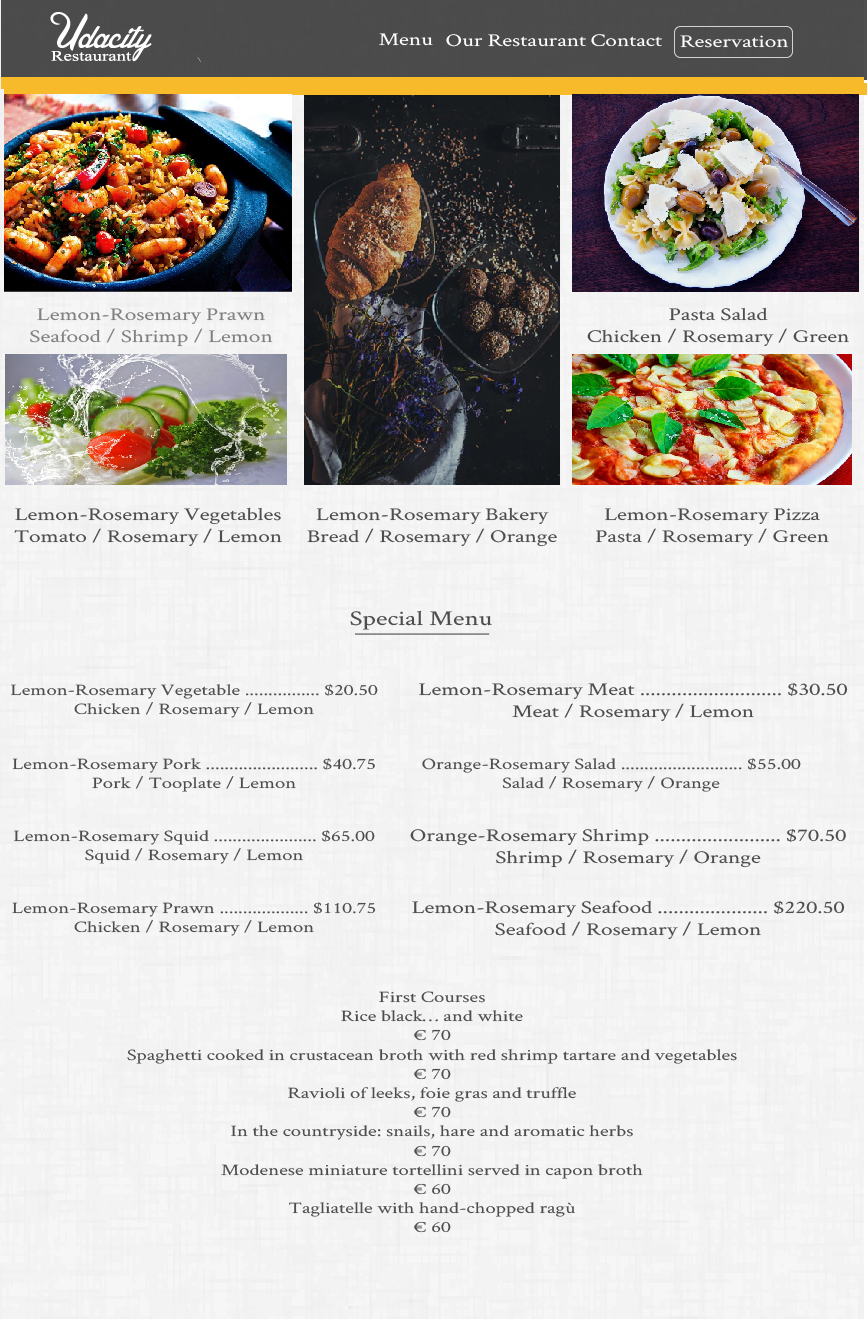 Udacity
Restaurant
Menu Our Restaurant Contact Reservation
Lemon-Rosemary Prawn
Seafood / Shrimp / Lemon
Pasta Salad
Chicken / Rosemary / Green
Lemon-Rosemary Vegetables
Tomato / Rosemary / Lemon
Lemon-Rosemary Bakery
Bread / Rosemary / Orange
Lemon-Rosemary Pizza
Pasta / Rosemary / Green
Special Menu
Lemon-Rosemary Vegetable ................ $20.50
Chicken / Rosemary / Lemon
Lemon-Rosemary Meat ........................... $30.50
Meat / Rosemary / Lemon
Lemon-Rosemary Pork ........................ $40.75
Pork / Tooplate / Lemon
Orange-Rosemary Salad .......................... $55.00
Salad / Rosemary / Orange
Lemon-Rosemary Squid ...................... $65.00
Squid / Rosemary / Lemon
Orange-Rosemary Shrimp ........................ $70.50
Shrimp / Rosemary / Orange
Lemon-Rosemary Prawn ................... $110.75
Chicken / Rosemary / Lemon
Lemon-Rosemary Seafood ..................... $220.50
Seafood / Rosemary / Lemon
First Courses
Rice black… and white
€ 70
Spaghetti cooked in crustacean broth with red shrimp tartare and vegetables
€ 70
Ravioli of leeks, foie gras and truffle
€ 70
In the countryside: snails, hare and aromatic herbs
€ 70
Modenese miniature tortellini served in capon broth
€ 60
Tagliatelle with hand-chopped ragù
€ 60